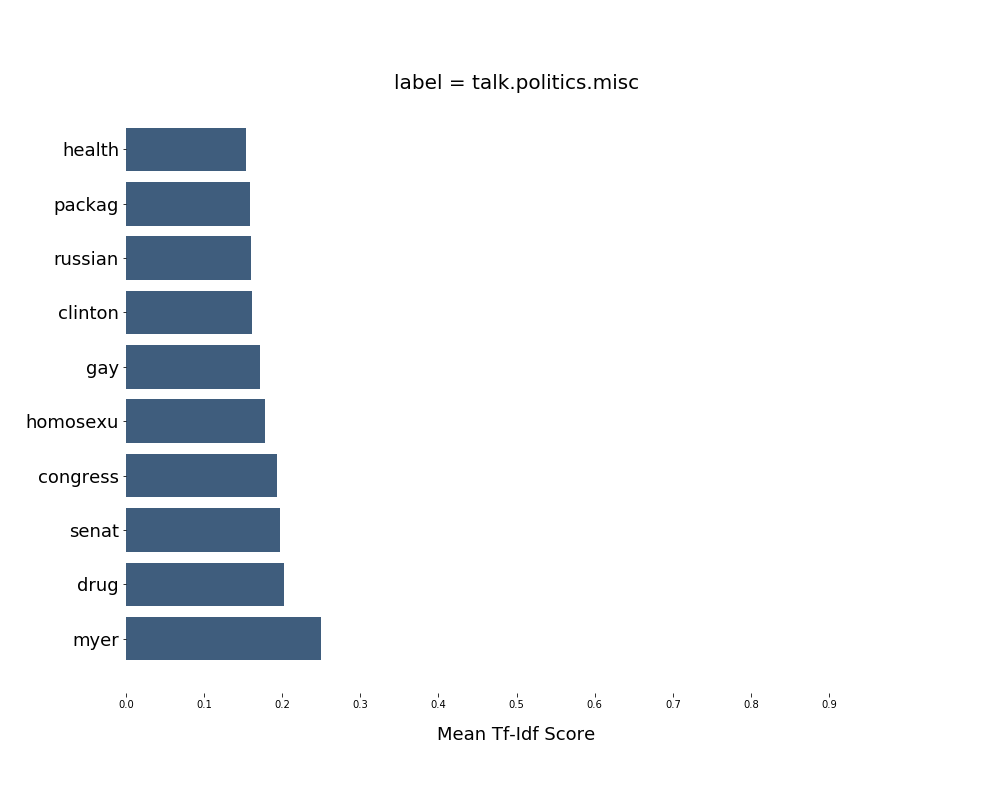 label = talk.politics.misc
health
packag
russian
clinton
gay
homosexu
congress
senat
drug
myer
0.0 0.1 0.2 0.3 0.4 0.5 0.6 0.7 0.8 0.9
Mean Tf-Idf Score